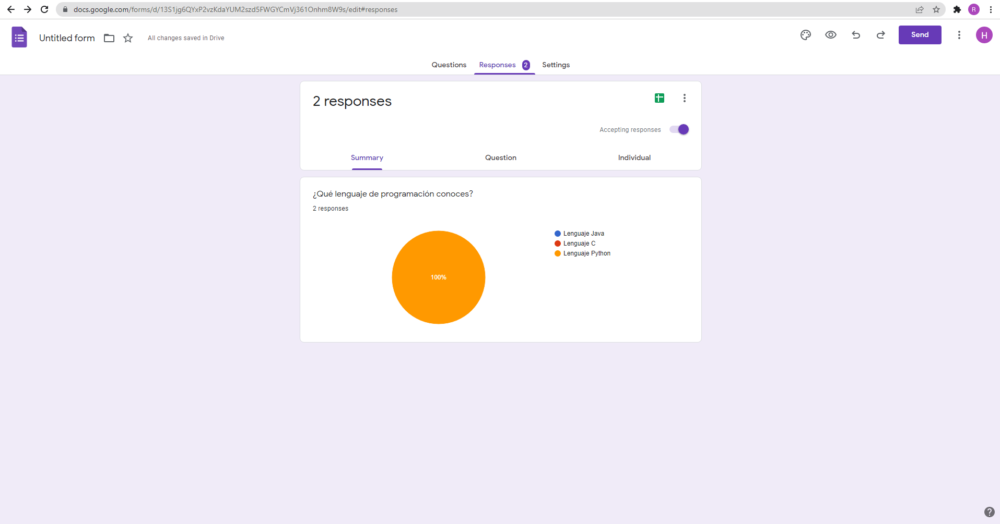 docs.google.com/forms/d/13S1jg6QYxP2vzKdaYUM2szd5FWGYCmVj361Onhm8W9s/edit#responses
R
Untitled form
All changes saved in Drive
Send
H
Questions
Responses 2
Settings
2 responses
Accepting responses
Summary
Question
Individual
¿Qué lenguaje de programación conoces?
2 responses
100%
Lenguaje Java
Lenguaje C
Lenguaje Python
?